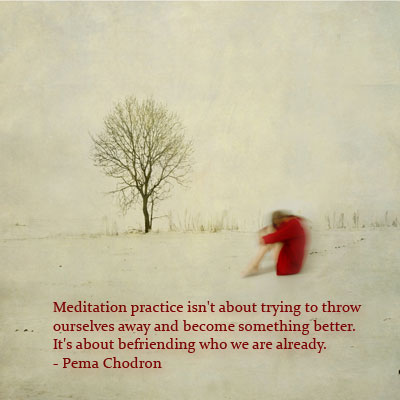 Meditation practice isn't about trying to throw
ourselves away and become something better.
It's about befriending who we are already.
- Pema Chodron